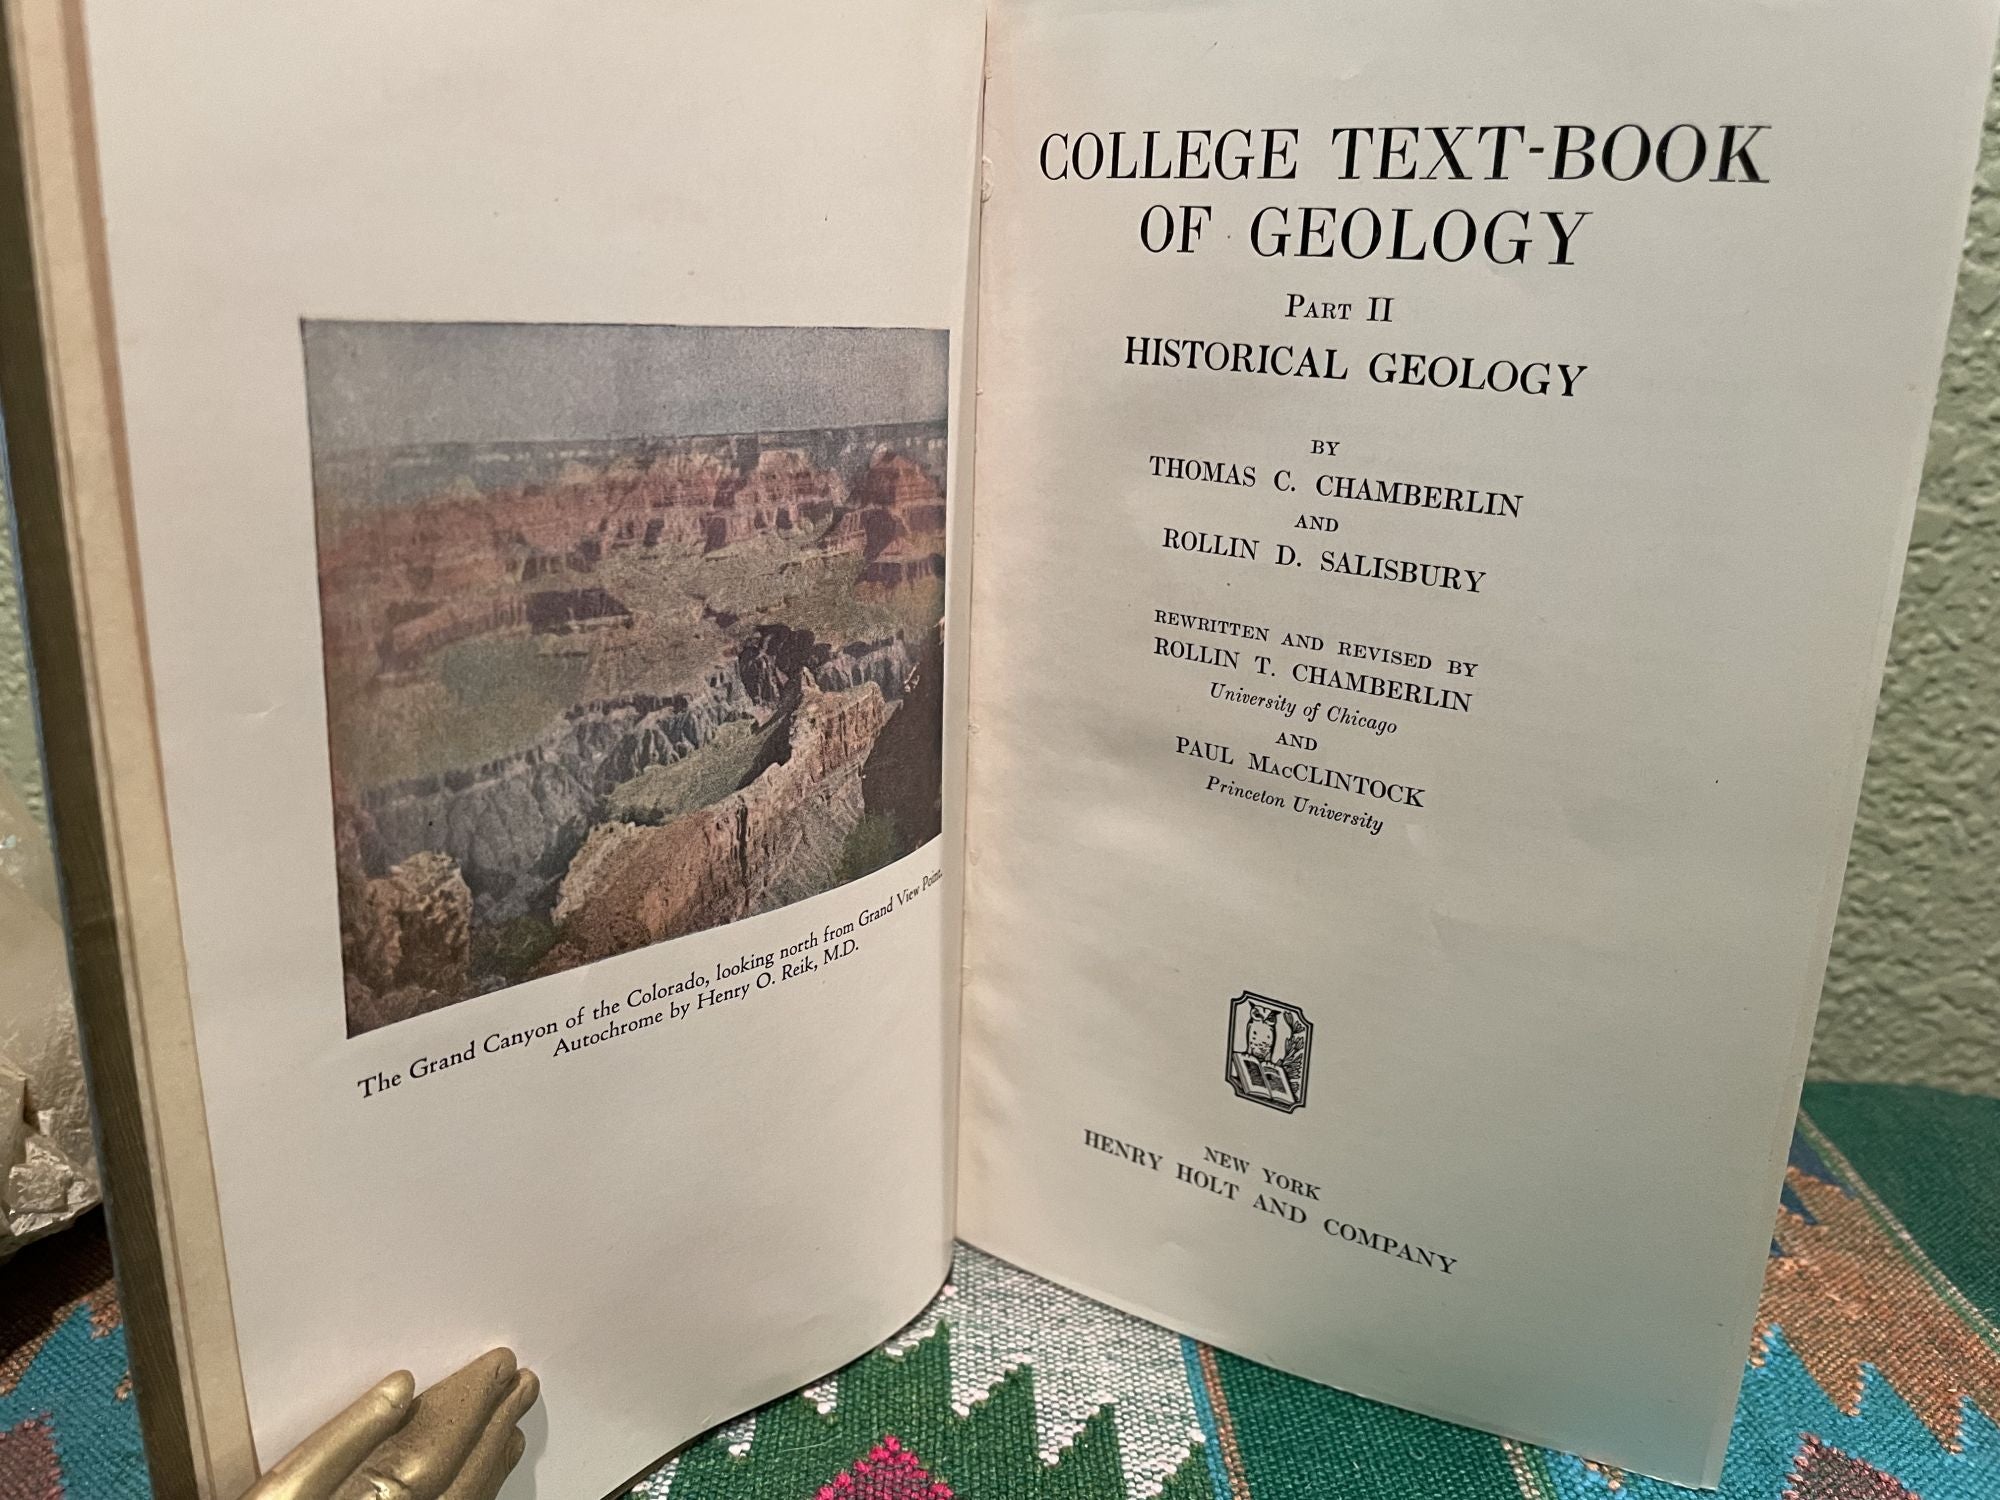 The Grand Canyon of the Colorado, looking north from Grand View Point.
Autochrome by Henry O. Reik, M.D.
COLLEGE TEXT-BOOK
OF GEOLOGY
PART II
HISTORICAL GEOLOGY
BY
THOMAS C. CHAMBERLIN
AND
ROLLIN D. SALISBURY
REWRITTEN AND REVISED BY
ROLLIN T. CHAMBERLIN
University of Chicago
AND
PAUL MACCLINTOCK
Princeton University
NEW YORK
HENRY HOLT AND COMPANY